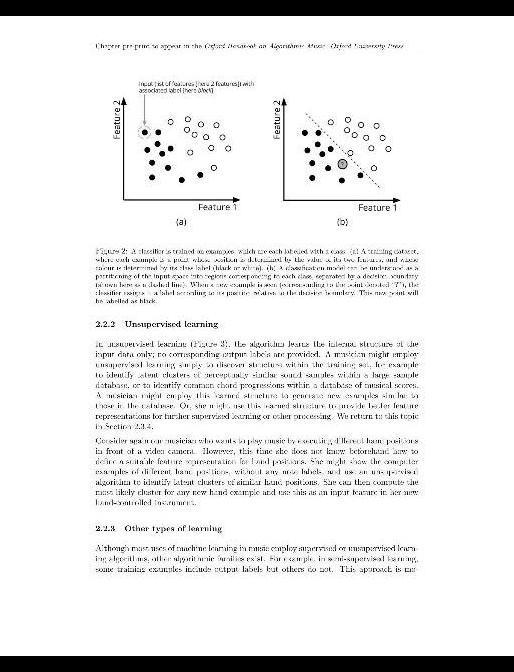 Chapter pre-print to appear in the Oxford Handbook on Algorithmic Music. Oxford University Press
Input (list of features [here 2 features]) with
associated label [here black]
Feature 2
Feature 2
?
Feature 1
Feature 1
(a)
(b)
Figure 2: A classifier is trained on examples, which are each labelled with a class. (a) A training dataset,
where each example is a point whose position is determined by the value of its two features, and whose
colour is determined by its class label (black or white). (b) A classification model can be understood as a
partitioning of the input space into regions corresponding to each class, separated by a decision boundary
(shown here as a dashed line). When a new example is seen (corresponding to the point denoted "?"), the
classifier assigns it a label according to its position relative to the decision boundary. This new point will
be labelled as black.
2.2.2 Unsupervised learning
In unsupervised learning (Figure 3), the algorithm learns the internal structure of the
input data only; no corresponding output labels are provided. A musician might employ
unsupervised learning simply to discover structure within the training set, for example
to identify latent clusters of perceptually similar sound samples within a large sample
database, or to identify common chord progressions within a database of musical scores.
A musician might employ this learned structure to generate new examples similar to
those in the database. Or, she might use this learned structure to provide better feature
representations for further supervised learning or other processing. We return to this topic
in Section 2.3.4.
Consider again our musician who wants to play music by executing different hand positions
in front of a video camera. However, this time she does not know beforehand how to
define a suitable feature representation for hand positions. She might show the computer
examples of different hand positions, without any note labels, and use an unsupervised
algorithm to identify latent clusters of similar hand positions. She can then compute the
most likely cluster for any new hand example and use this as an input feature in her new
hand-controlled instrument.
2.2.3 Other types of learning
Although most uses of machine learning in music employ supervised or unsupervised learn-
ing algorithms, other algorithmic families exist. For example, in semi-supervised learning,
some training examples include output labels but others do not. This approach is mo-